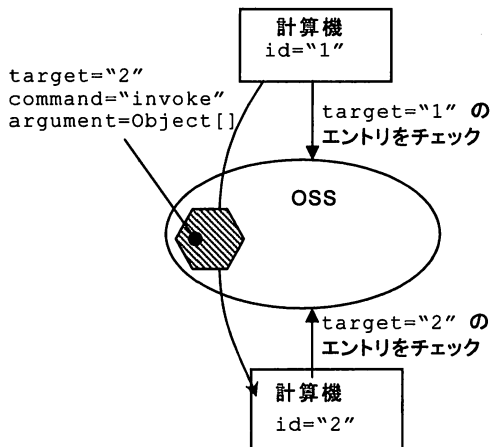 計算機
id=“1”
target=“2”
command=“invoke”
argument=Object[]
target=“1” の
エントリをチェック
OSS
target=“2” の
エントリをチェック
計算機
id=“2”